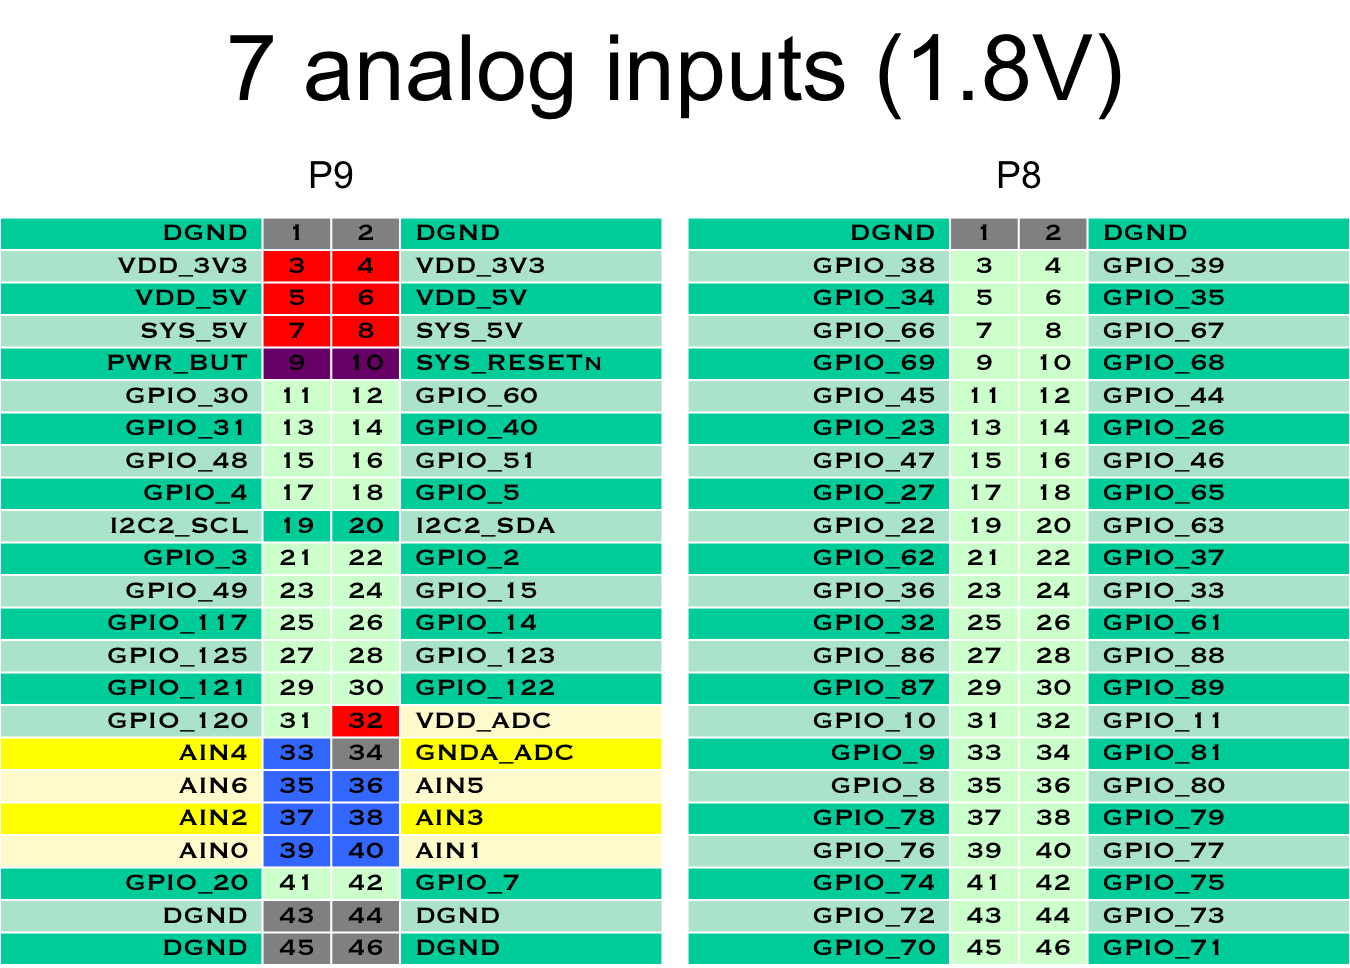 7 analog inputs (1.8V)
P9 P8
DGND 1 2 DGND DGND 1 2 DGND
VDD_3V3 3 4 VDD_3V3 GPIO_38 3 4 GPIO_39
VDD_5V 5 6 VDD_5V GPIO_34 5 6 GPIO_35
SYS_5V 7 8 SYS_5V GPIO_66 7 8 GPIO_67
PWR_BUT 9 10 SYS_RESETN GPIO_69 9 10 GPIO_68
GPIO_30 11 12 GPIO_60 GPIO_45 11 12 GPIO_44
GPIO_31 13 14 GPIO_40 GPIO_23 13 14 GPIO_26
GPIO_48 15 16 GPIO_51 GPIO_47 15 16 GPIO_46
GPIO_4 17 18 GPIO_5 GPIO_27 17 18 GPIO_65
I2C2_SCL 19 20 I2C2_SDA GPIO_22 19 20 GPIO_63
GPIO_3 21 22 GPIO_2 GPIO_62 21 22 GPIO_37
GPIO_49 23 24 GPIO_15 GPIO_36 23 24 GPIO_33
GPIO_117 25 26 GPIO_14 GPIO_32 25 26 GPIO_61
GPIO_125 27 28 GPIO_123 GPIO_86 27 28 GPIO_88
GPIO_121 29 30 GPIO_122 GPIO_87 29 30 GPIO_89
GPIO_120 31 32 VDD_ADC GPIO_10 31 32 GPIO_11
AIN4 33 34 GNDA_ADC GPIO_9 33 34 GPIO_81
AIN6 35 36 AIN5 GPIO_8 35 36 GPIO_80
AIN2 37 38 AIN3 GPIO_78 37 38 GPIO_79
AIN0 39 40 AIN1 GPIO_76 39 40 GPIO_77
GPIO_20 41 42 GPIO_7 GPIO_74 41 42 GPIO_75
DGND 43 44 DGND GPIO_72 43 44 GPIO_73
DGND 45 46 DGND GPIO_70 45 46 GPIO_71